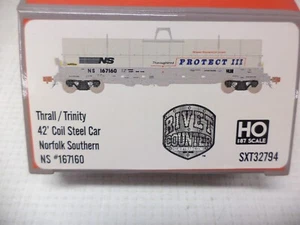 NS
NS 167160
PROTECT III
Thrall / Trinity
42' Coil Steel Car
Norfolk Southern
NS #167160
RIVET
COUNTER
HO
1:87 SCALE
SXT32794